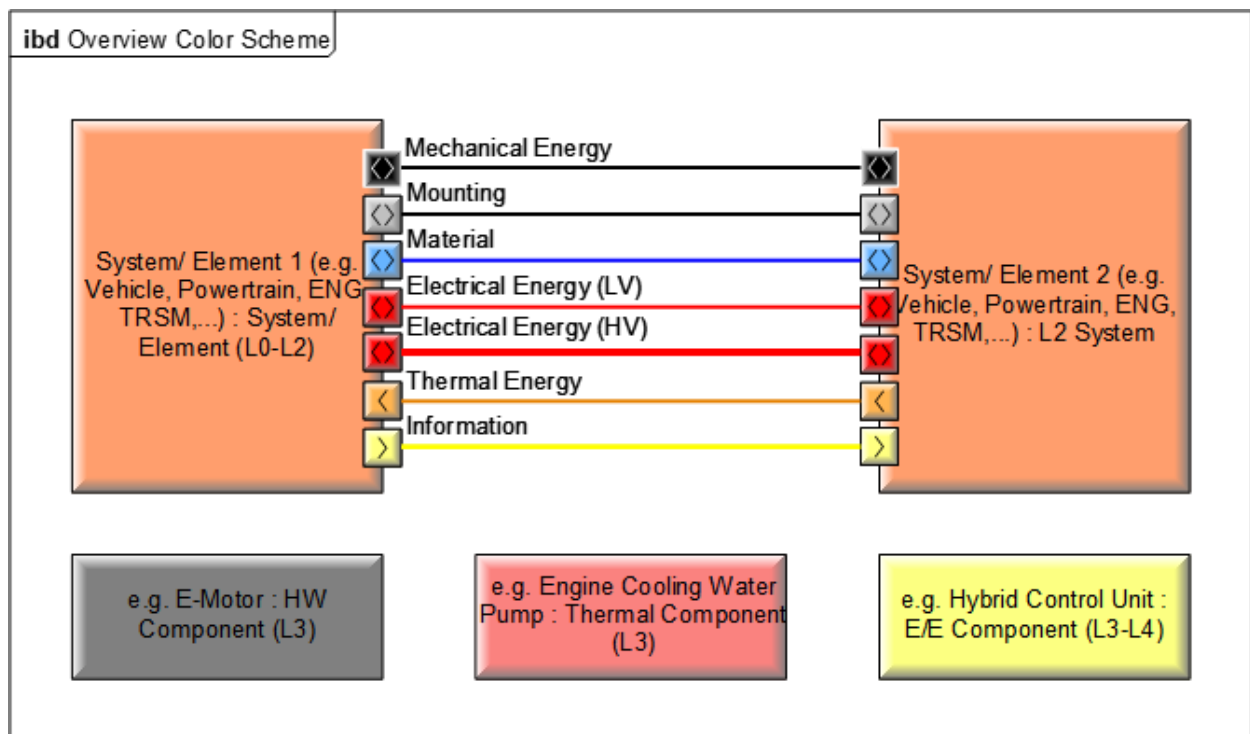 ibd Overview Color Scheme
System/ Element 1 (e.g.
Vehicle, Powertrain, ENG
TRSM,...) : System/
Element (L0-L2)
Mechanical Energy
Mounting
Material
Electrical Energy (LV)
Electrical Energy (HV)
Thermal Energy
Information
System/ Element 2 (e.g.
Vehicle, Powertrain, ENG,
TRSM,...) : L2 System
e.g. E-Motor : HW
Component (L3)
e.g. Engine Cooling Water
Pump : Thermal Component
(L3)
e.g. Hybrid Control Unit :
E/E Component (L3-L4)